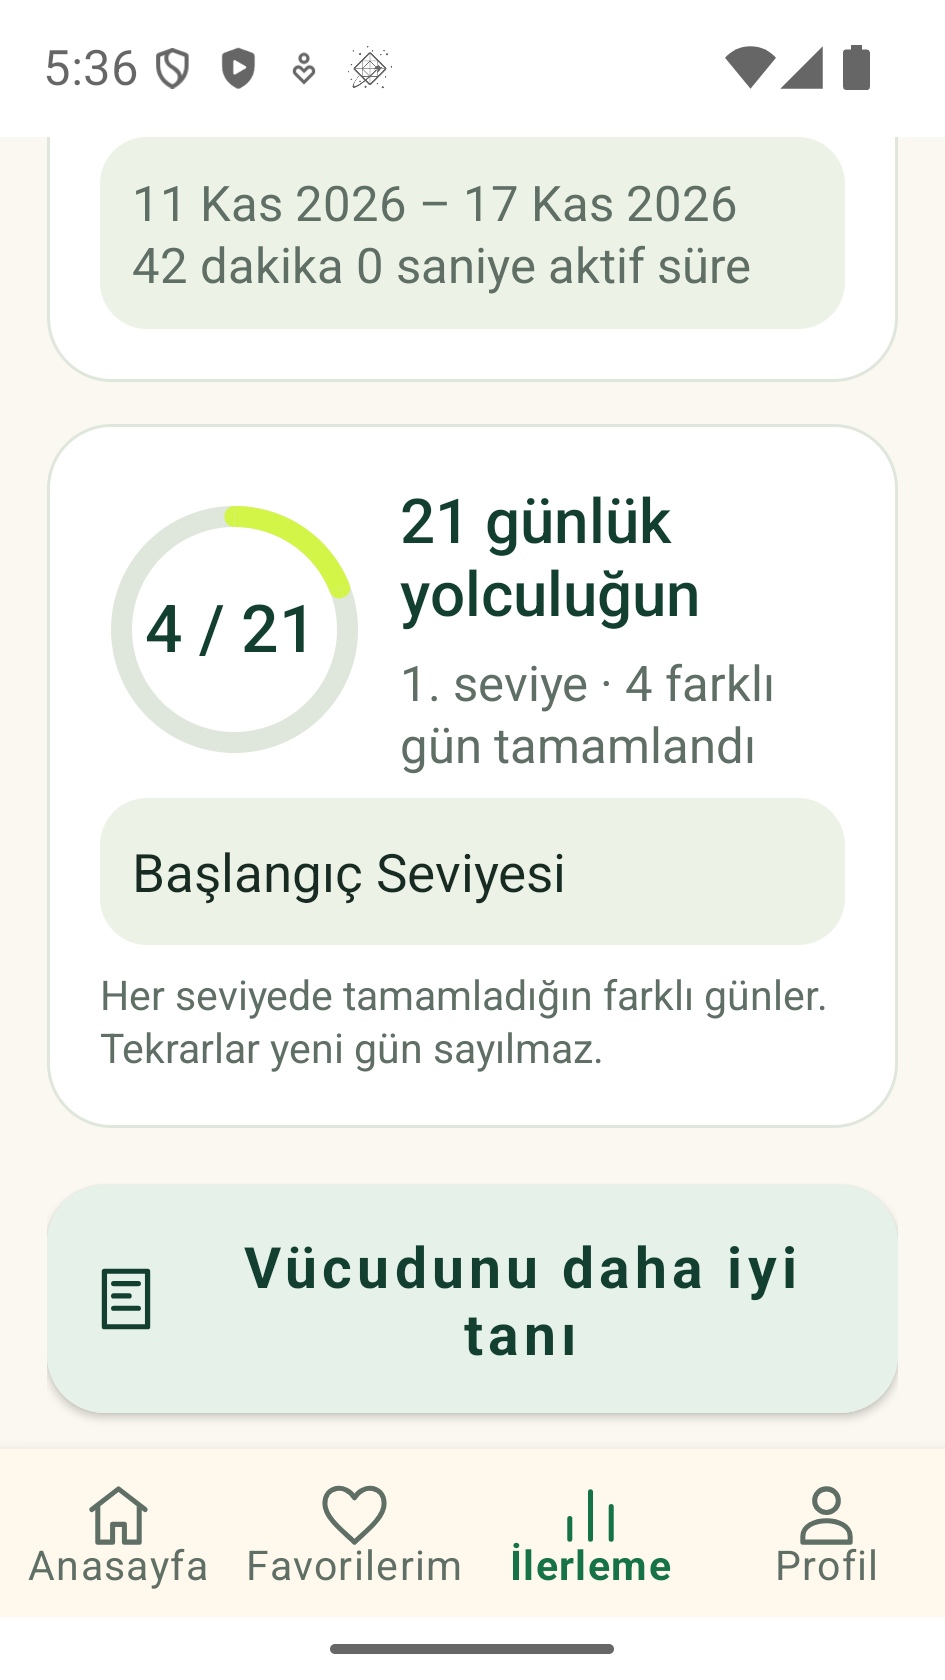 5:36
11 Kas 2026 – 17 Kas 2026
42 dakika 0 saniye aktif süre
4 / 21
21 günlük
yolculuğun
1. seviye · 4 farklı
gün tamamlandı
Başlangıç Seviyesi
Her seviyede tamamladığın farklı günler.
Tekrarlar yeni gün sayılmaz.
Vücudunu daha iyi
tanı
Anasayfa
Favorilerim
İlerleme
Profil